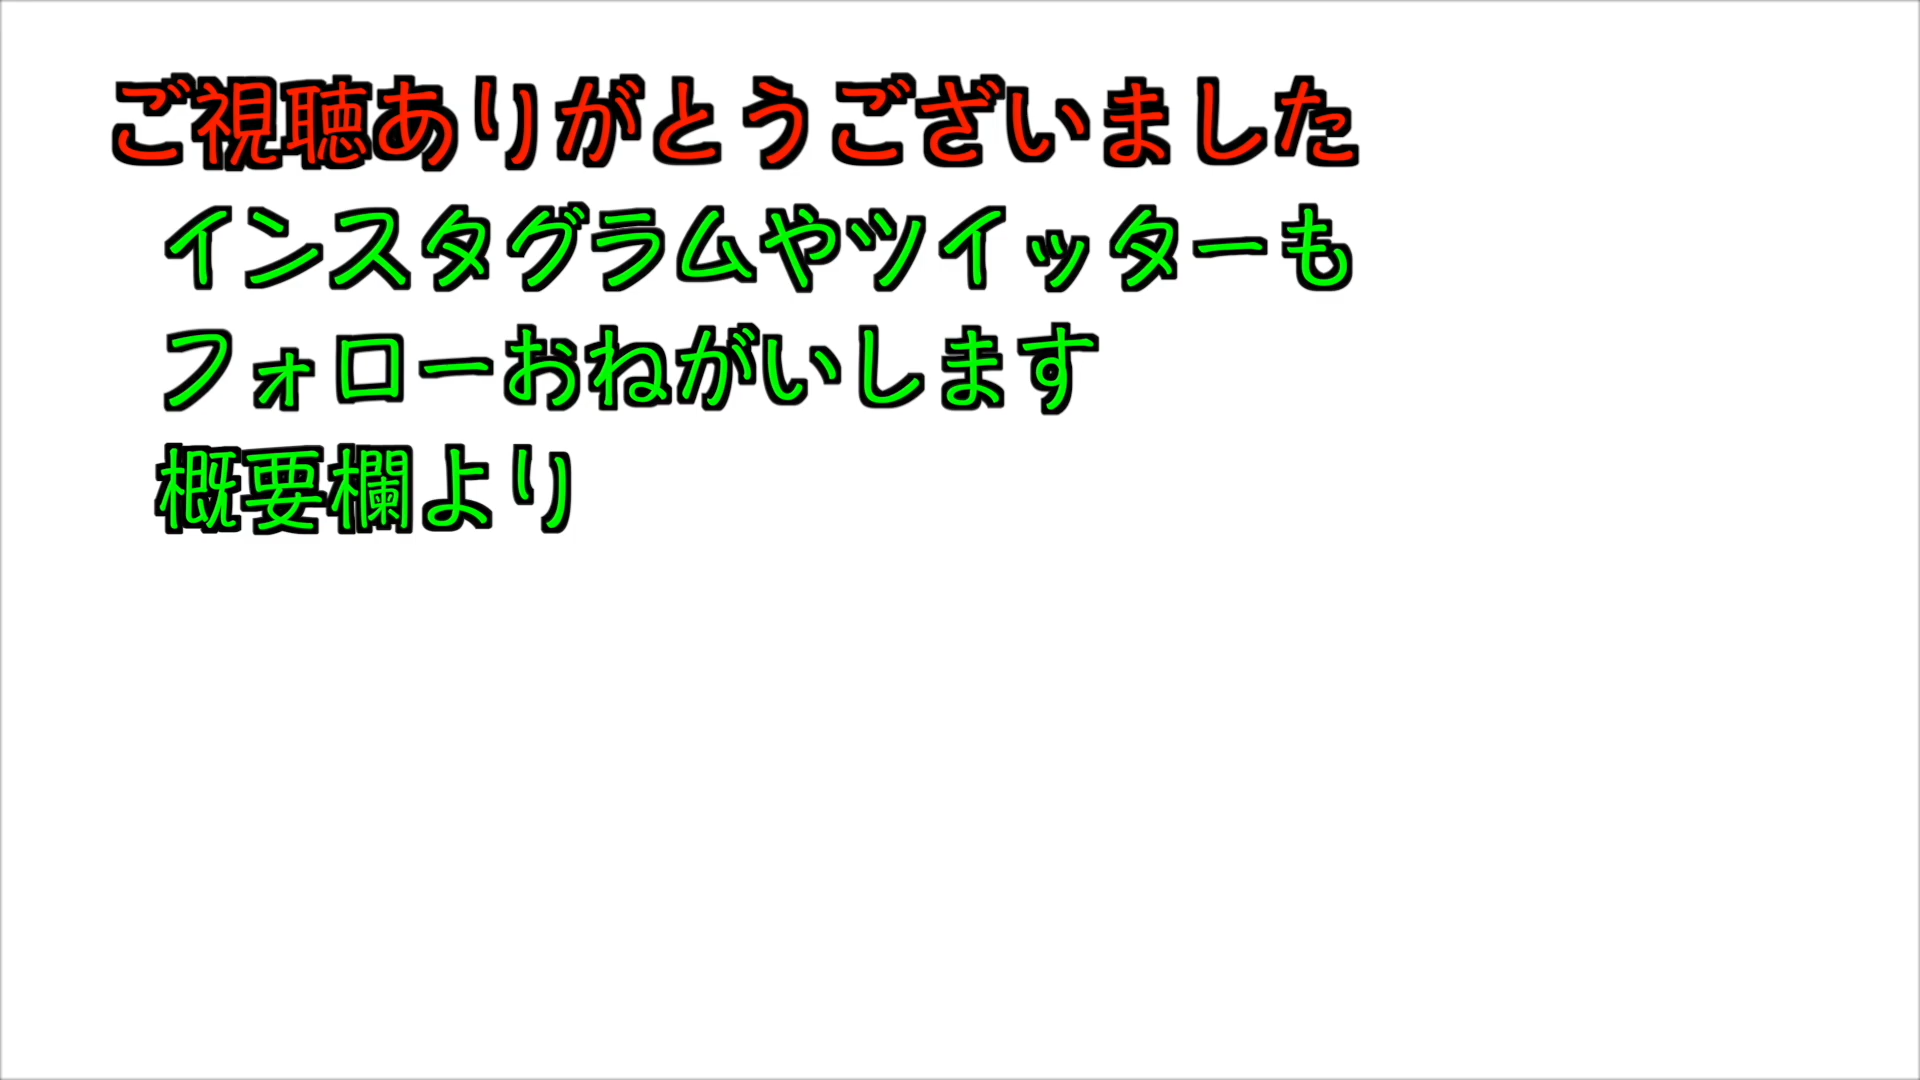 ご視聴ありがとうございました
インスタグラムやツイッターも
フォローおねがいします
概要欄より